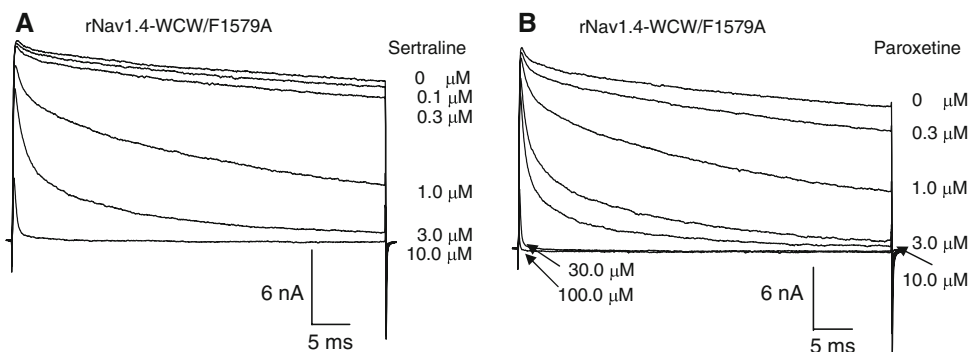 A
rNav1.4-WCW/F1579A
Sertraline
0 μM
0.1 μM
0.3 μM
1.0 μM
3.0 μM
10.0 μM
6 nA
5 ms
B
rNav1.4-WCW/F1579A
Paroxetine
0 μM
0.3 μM
1.0 μM
3.0 μM
10.0 μM
30.0 μM
100.0 μM
6 nA
5 ms